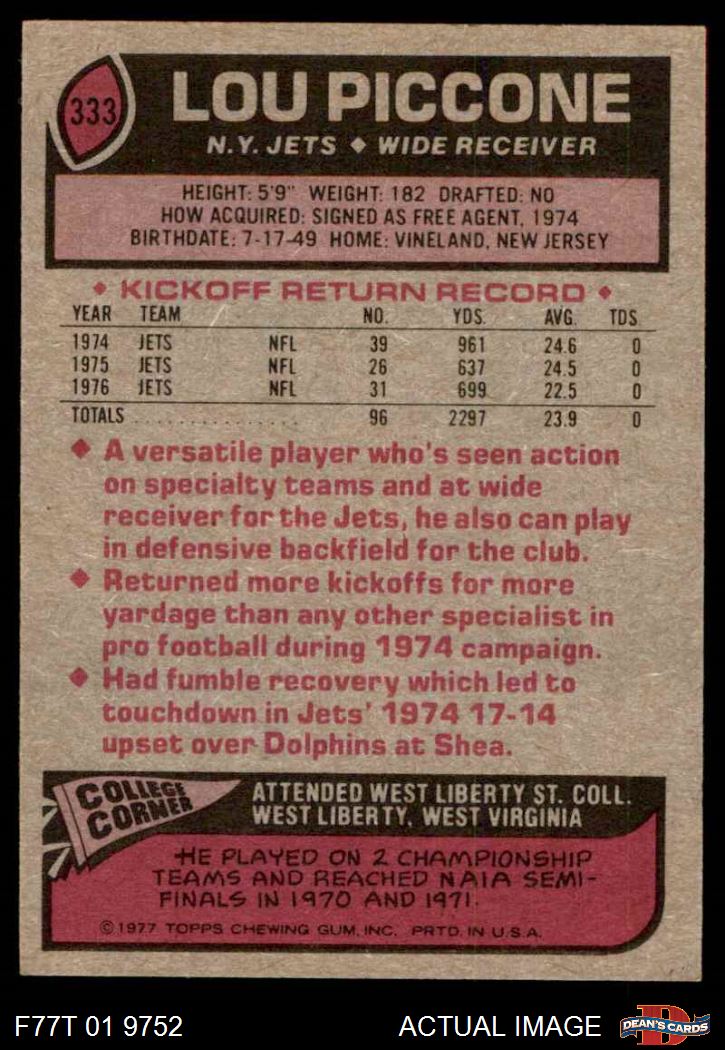 333
LOU PICCONE
N.Y. JETS ♦ WIDE RECEIVER
HEIGHT: 5'9" WEIGHT: 182 DRAFTED: NO
HOW ACQUIRED: SIGNED AS FREE AGENT, 1974
BIRTHDATE: 7-17-49 HOME: VINELAND, NEW JERSEY
♦ KICKOFF RETURN RECORD ♦
YEAR TEAM NO. YDS. AVG. TDS.
1974 JETS NFL 39 961 24.6 0
1975 JETS NFL 26 637 24.5 0
1976 JETS NFL 31 699 22.5 0
TOTALS . . . . . . . . . . . . . . . . 96 2297 23.9 0
♦ A versatile player who's seen action
on specialty teams and at wide
receiver for the Jets, he also can play
in defensive backfield for the club.
♦ Returned more kickoffs for more
yardage than any other specialist in
pro football during 1974 campaign.
♦ Had fumble recovery which led to
touchdown in Jets' 1974 17-14
upset over Dolphins at Shea.
COLLEGE
CORNER
ATTENDED WEST LIBERTY ST. COLL.
WEST LIBERTY, WEST VIRGINIA
HE PLAYED ON 2 CHAMPIONSHIP
TEAMS AND REACHED NAIA SEMI-
FINALS IN 1970 AND 1971.
© 1977 TOPPS CHEWING GUM, INC. PRTD. IN U.S.A.
F77T 01 9752
ACTUAL IMAGE
D
DEAN'S CARDS